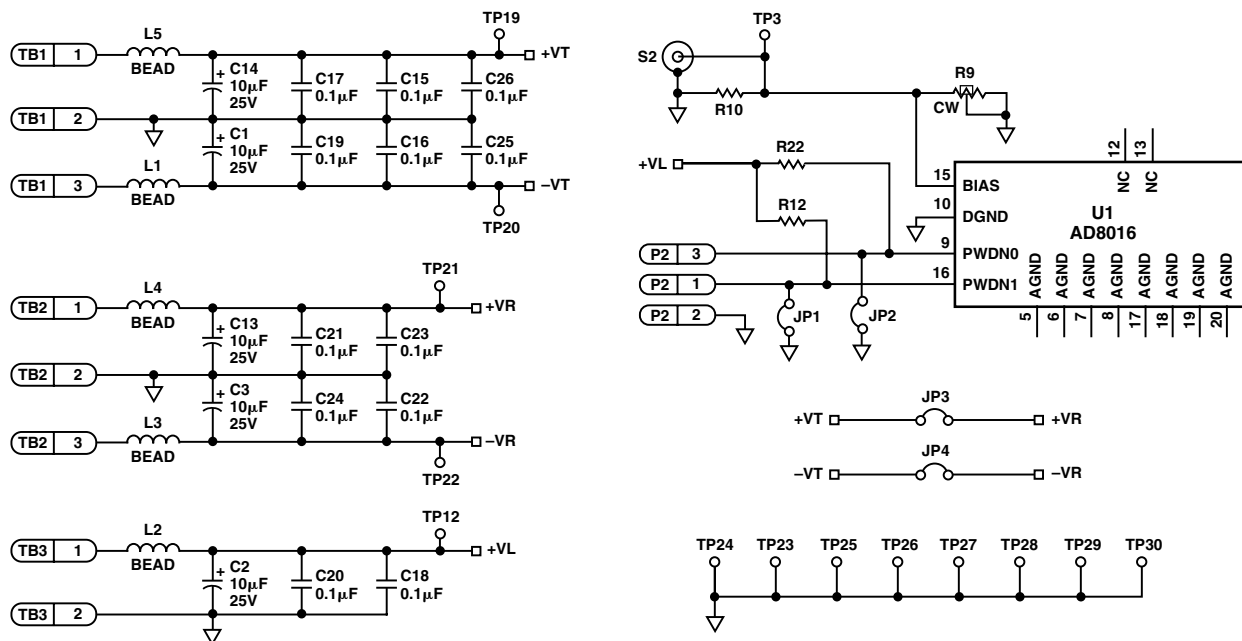 TP19
L5
TB1 1
BEAD
+VT
+ C14
10μF
25V
C17
0.1μF
C15
0.1μF
C26
0.1μF
TB1 2
+ C1
10μF
25V
C19
0.1μF
C16
0.1μF
C25
0.1μF
L1
TB1 3
BEAD
–VT
TP20
TP21
L4
TB2 1
BEAD
+VR
+ C13
10μF
25V
C21
0.1μF
C23
0.1μF
TB2 2
+ C3
10μF
25V
C24
0.1μF
C22
0.1μF
L3
TB2 3
BEAD
–VR
TP22
TP12
L2
TB3 1
BEAD
+VL
+ C2
10μF
25V
C20
0.1μF
C18
0.1μF
TB3 2
TP3
S2
R10
R9
CW
+VL
R22
R12
12
13
NC
NC
15
BIAS
10
DGND
U1
AD8016
P2 3
9
PWDN0
P2 1
16
PWDN1
P2 2
JP1
JP2
AGND
AGND
AGND
AGND
AGND
AGND
AGND
AGND
5
6
7
8
17
18
19
20
JP3
+VT
+VR
JP4
–VT
–VR
TP24
TP23
TP25
TP26
TP27
TP28
TP29
TP30